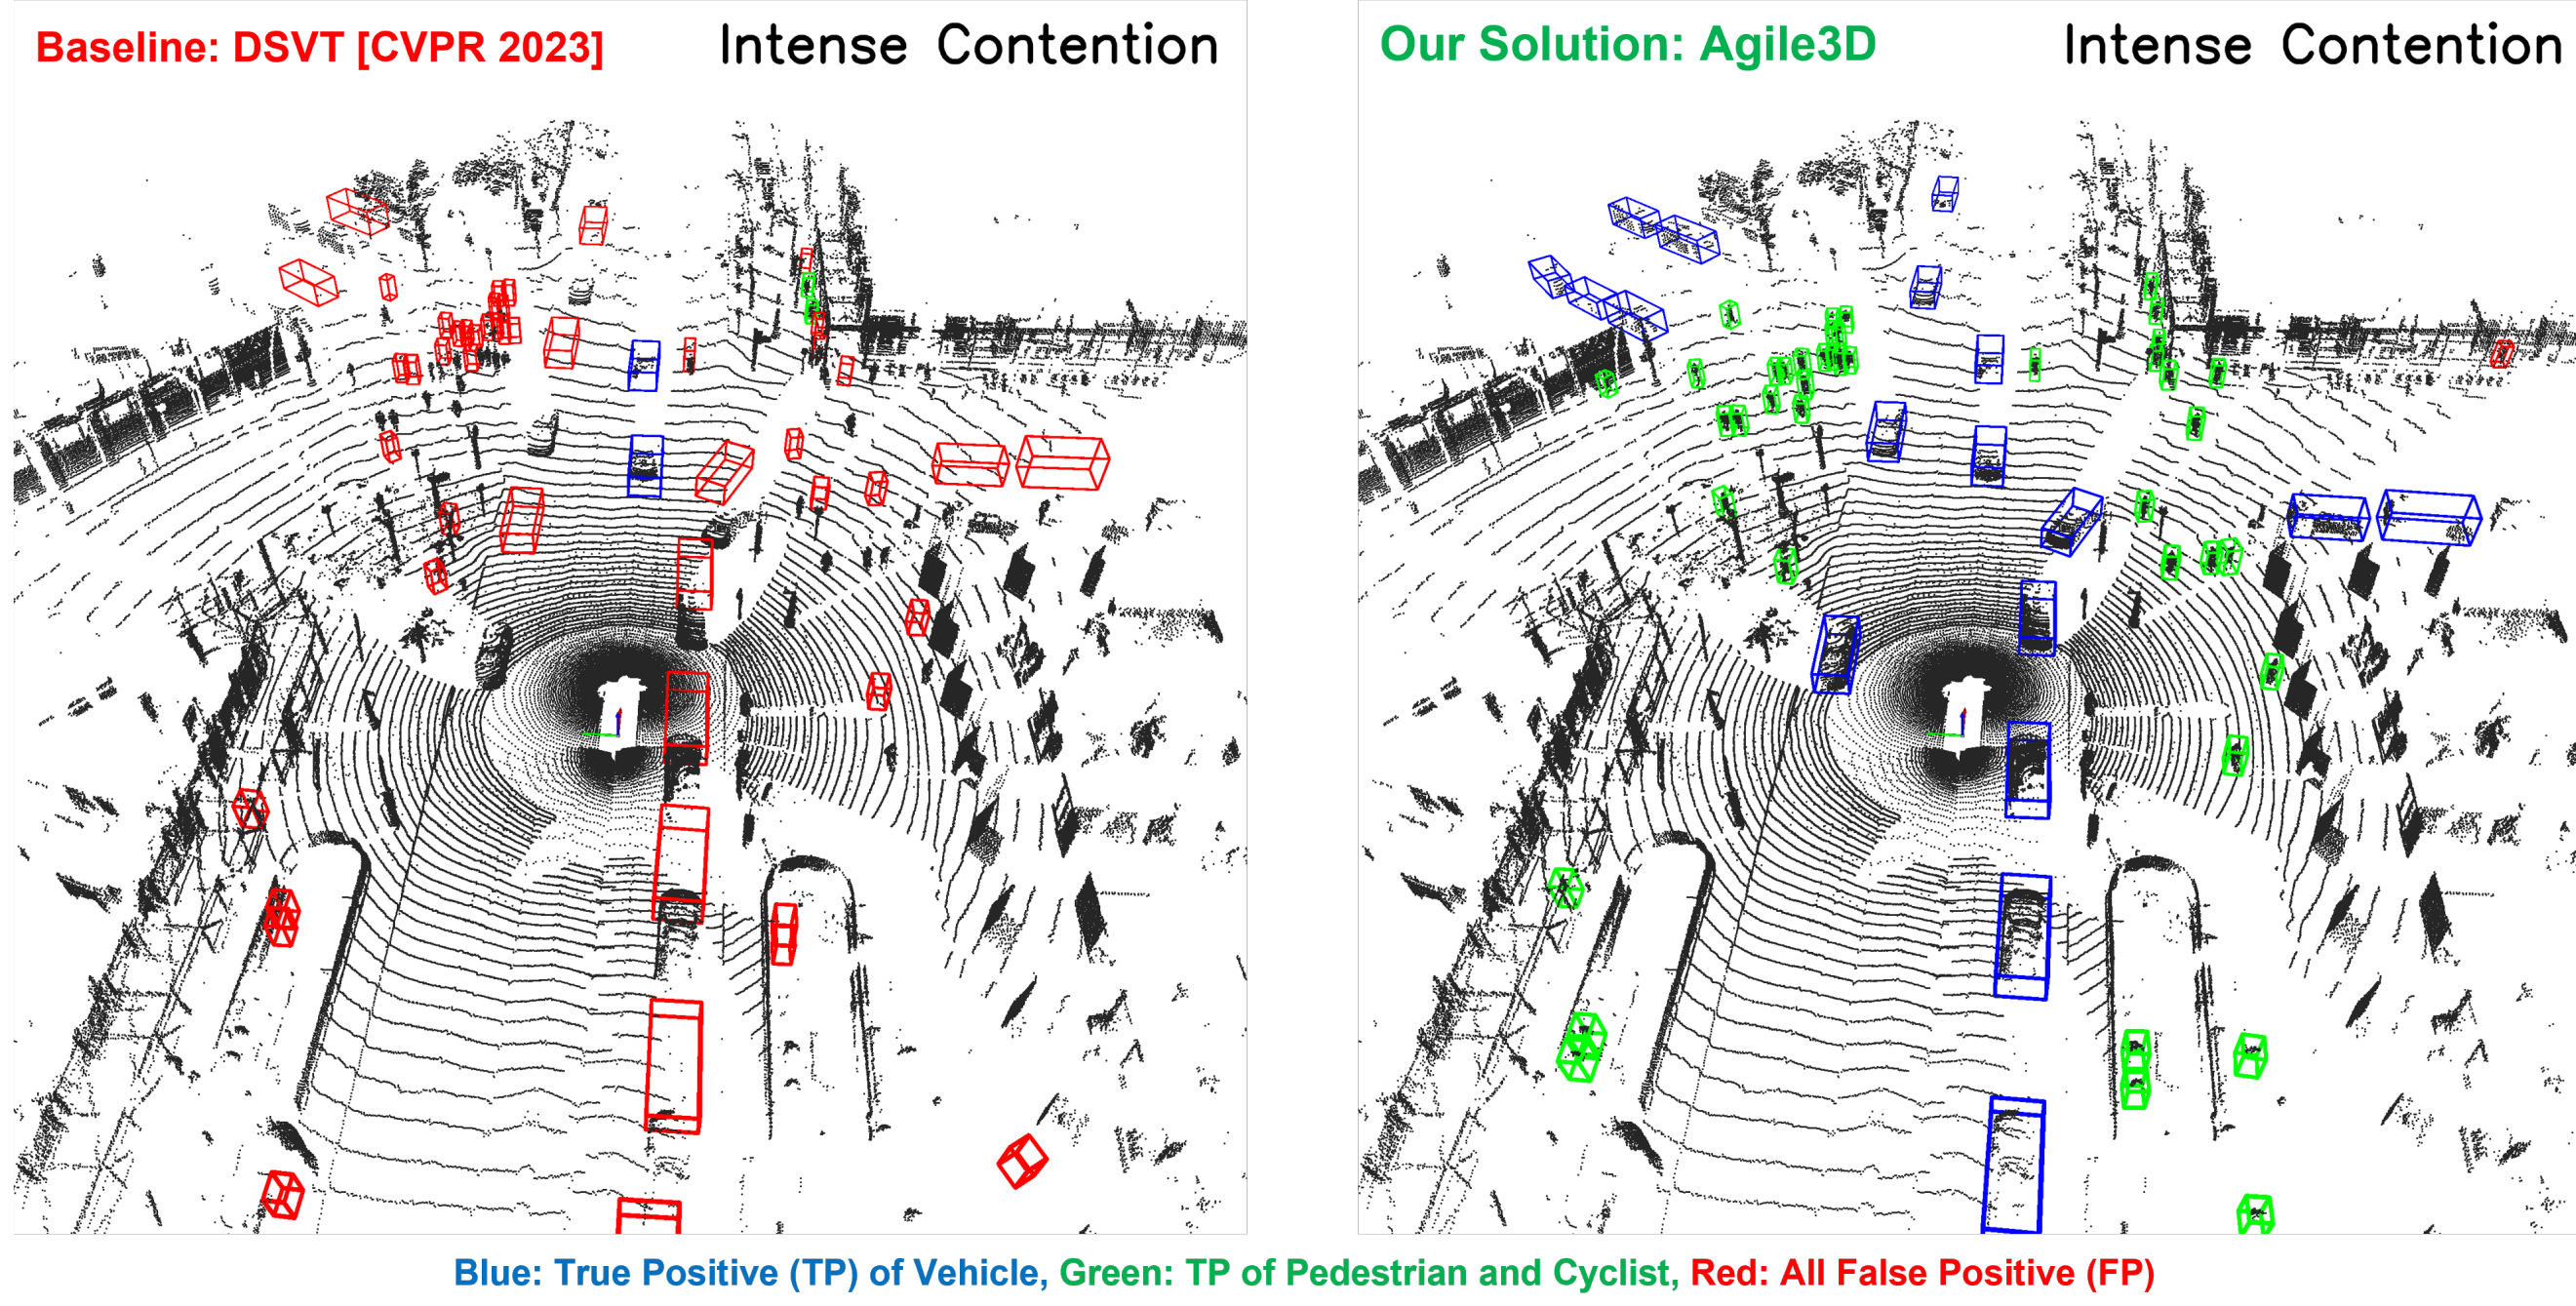 Baseline: DSVT [CVPR 2023]
Intense Contention
Our Solution: Agile3D
Intense Contention
Blue: True Positive (TP) of Vehicle, Green: TP of Pedestrian and Cyclist, Red: All False Positive (FP)